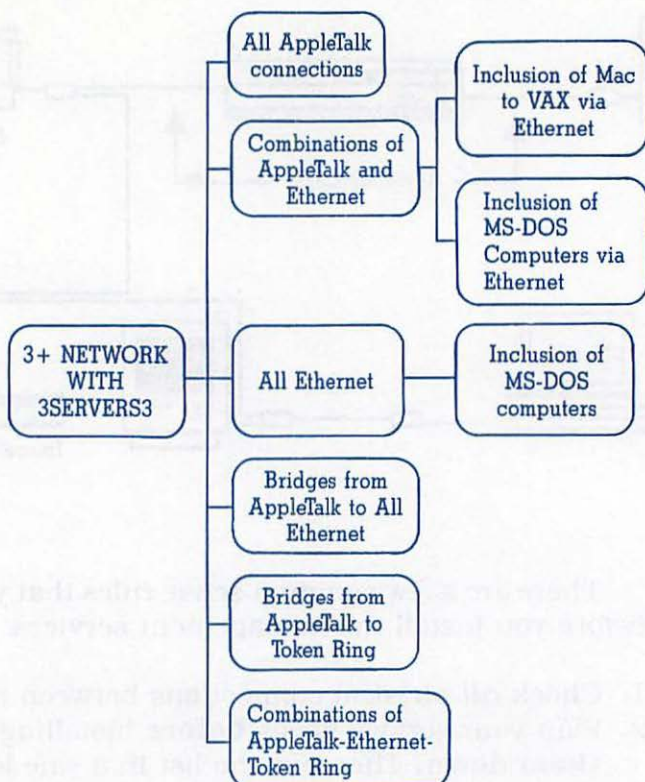 All AppleTalk
connections
Combinations of
AppleTalk and
Ethernet
Inclusion of Mac
to VAX via
Ethernet
Inclusion of
MS-DOS
Computers via
Ethernet
3+ NETWORK
WITH
3SERVERS3
All Ethernet
Inclusion of
MS-DOS
computers
Bridges from
AppleTalk to All
Ethernet
Bridges from
AppleTalk to
Token Ring
Combinations of
AppleTalk-Ethernet-
Token Ring